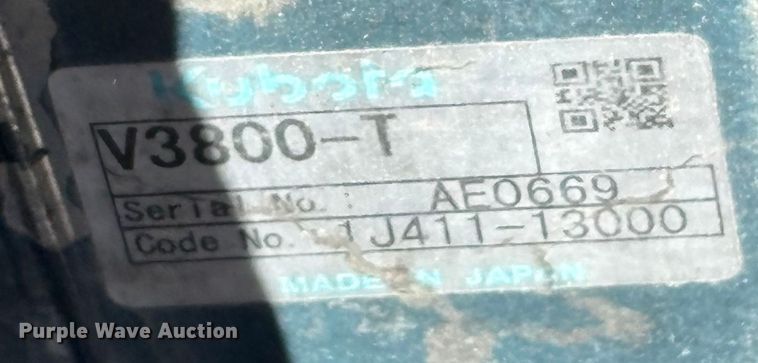 Kubota
V3800-T
Serial No. : AE0669
Code No. 1J411-13000
MADE IN JAPAN
Purple Wave Auction